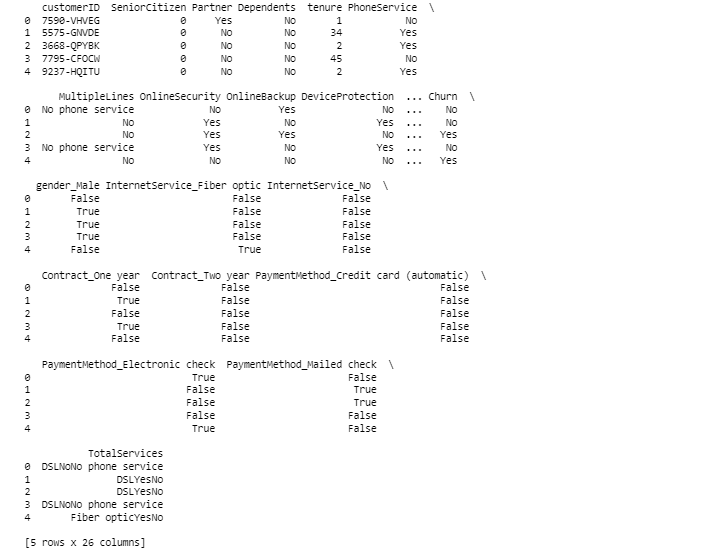 customerID SeniorCitizen Partner Dependents tenure PhoneService \
0 7590-VHVEG 0 Yes No 1 No
1 5575-GNVDE 0 No No 34 Yes
2 3668-QPYBK 0 No No 2 Yes
3 7795-CFOCW 0 No No 45 No
4 9237-HQITU 0 No No 2 Yes
MultipleLines OnlineSecurity OnlineBackup DeviceProtection ... Churn \
0 No phone service No Yes No ... No
1 No Yes No Yes ... No
2 No Yes Yes No ... Yes
3 No phone service Yes No Yes ... No
4 No No No No ... Yes
gender_Male InternetService_Fiber optic InternetService_No \
0 False False False
1 True False False
2 True False False
3 True False False
4 False True False
Contract_One year Contract_Two year PaymentMethod_Credit card (automatic) \
0 False False False
1 True False False
2 False False False
3 True False False
4 False False False
PaymentMethod_Electronic check PaymentMethod_Mailed check \
0 True False
1 False True
2 False True
3 False False
4 True False
TotalServices
0 DSLNoNo phone service
1 DSLYesNo
2 DSLYesNo
3 DSLNoNo phone service
4 Fiber opticYesNo
[5 rows x 26 columns]